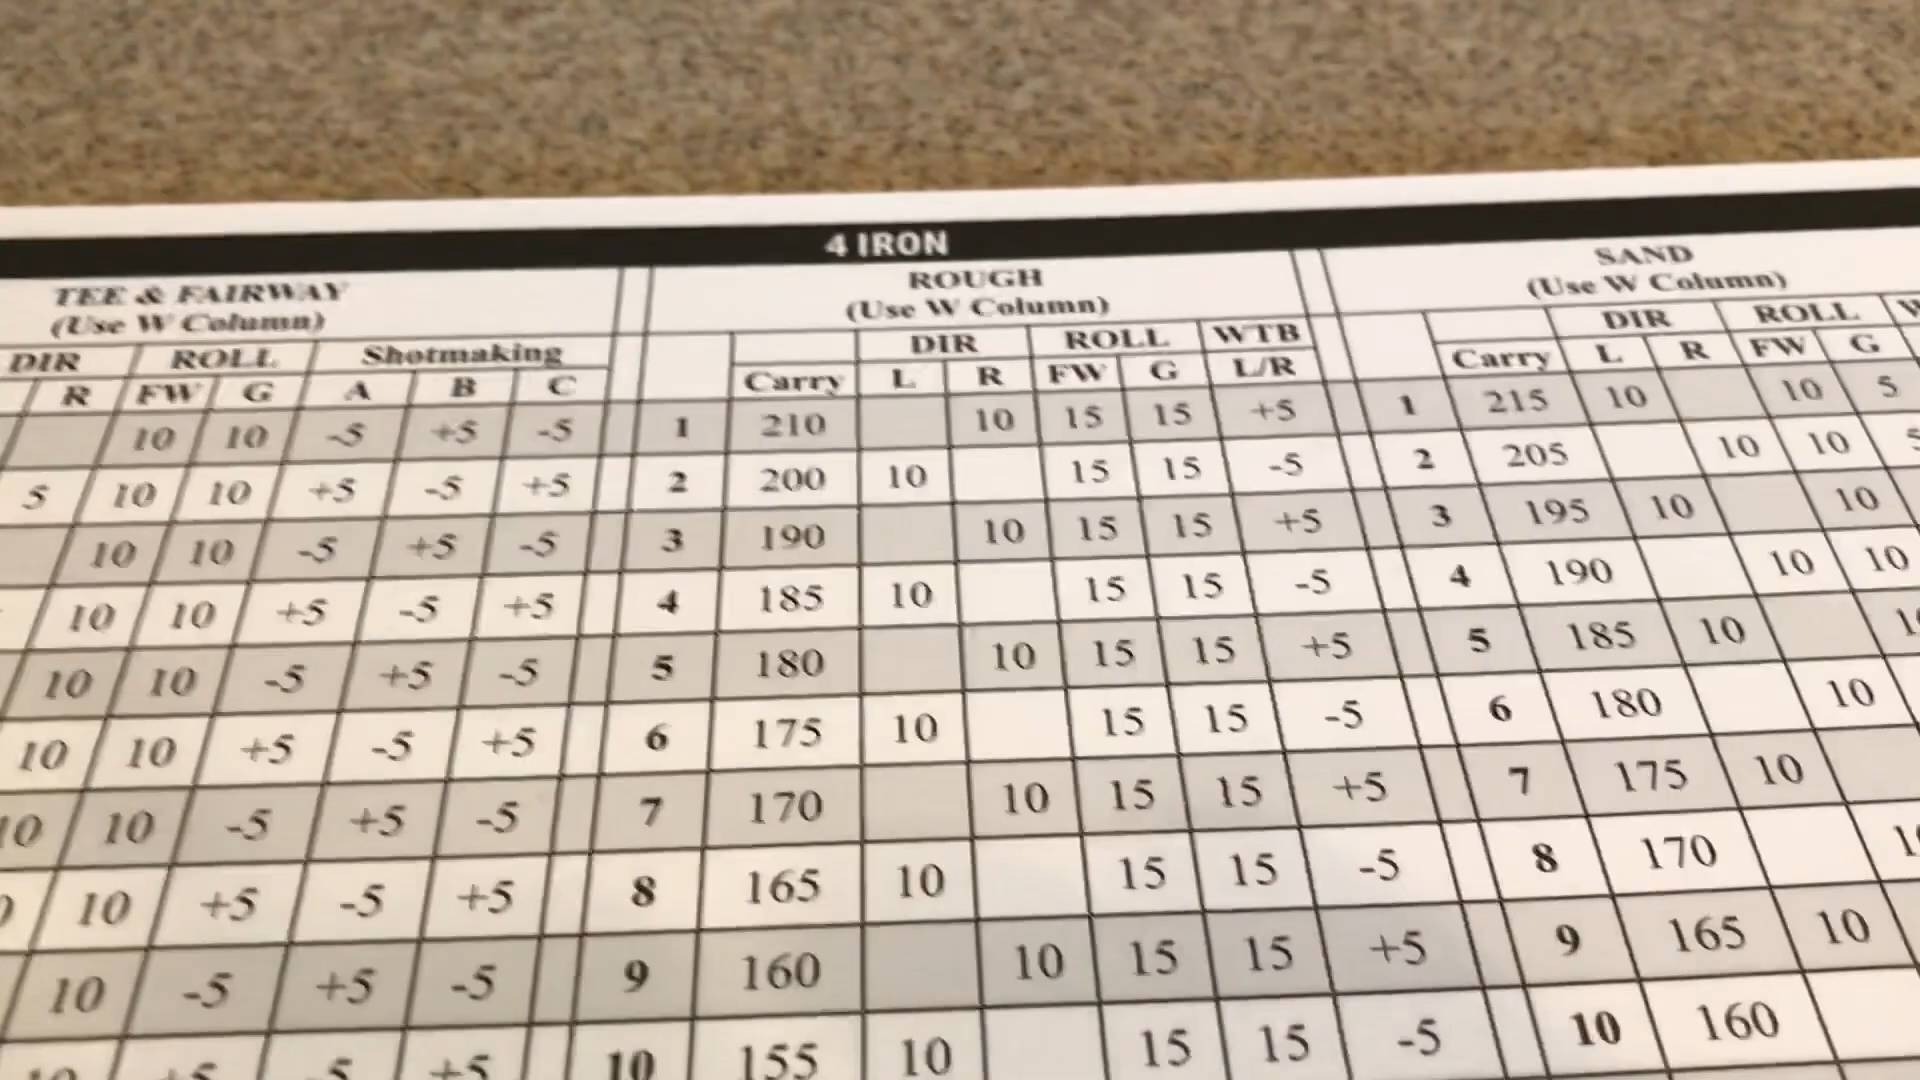 4 IRON
TEE & FAIRWAY ROUGH SAND
(Use W Column) (Use W Column) (Use W Column)
DIR ROLL Shotmaking DIR ROLL WTB DIR ROLL
R FW G A B C Carry L R FW G L/R Carry L R FW G
10 10 -5 +5 -5 1 210 10 15 15 +5 1 215 10 10 5
5 10 10 +5 -5 +5 2 200 10 15 15 -5 2 205 10 10
10 10 -5 +5 -5 3 190 10 15 15 +5 3 195 10 10
10 10 +5 -5 +5 4 185 10 15 15 -5 4 190 10 10
10 10 -5 +5 -5 5 180 10 15 15 +5 5 185 10
10 10 +5 -5 +5 6 175 10 15 15 -5 6 180 10
10 10 -5 +5 -5 7 170 10 15 15 +5 7 175 10
10 +5 -5 +5 8 165 10 15 15 -5 8 170
10 -5 +5 -5 9 160 10 15 15 +5 9 165 10
10 +5 -5 +5 10 155 10 15 15 -5 10 160